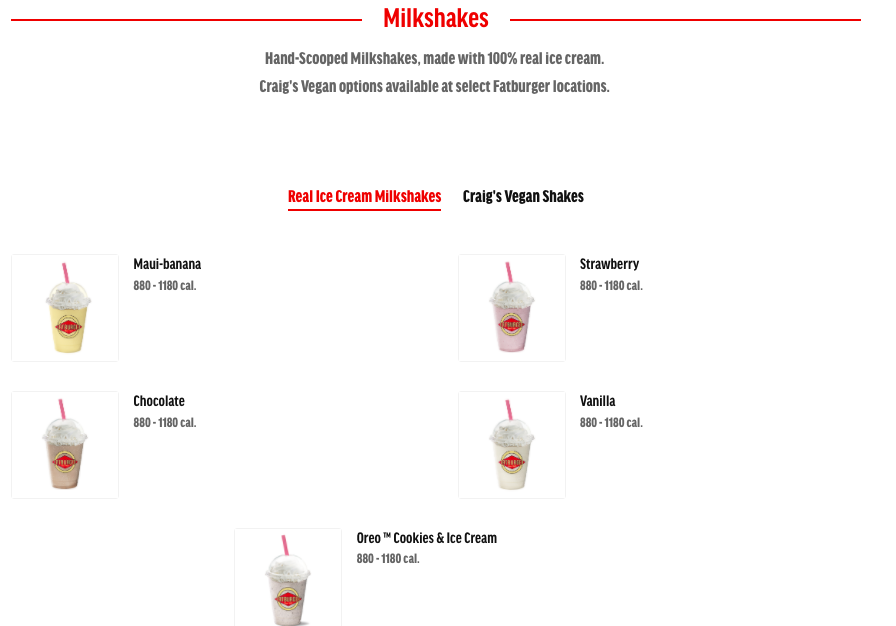 Milkshakes
Hand-Scooped Milkshakes, made with 100% real ice cream.
Craig's Vegan options available at select Fatburger locations.
Real Ice Cream Milkshakes
Craig's Vegan Shakes
Maui-banana
880 - 1180 cal.
Strawberry
880 - 1180 cal.
Chocolate
880 - 1180 cal.
Vanilla
880 - 1180 cal.
Oreo ™ Cookies & Ice Cream
880 - 1180 cal.